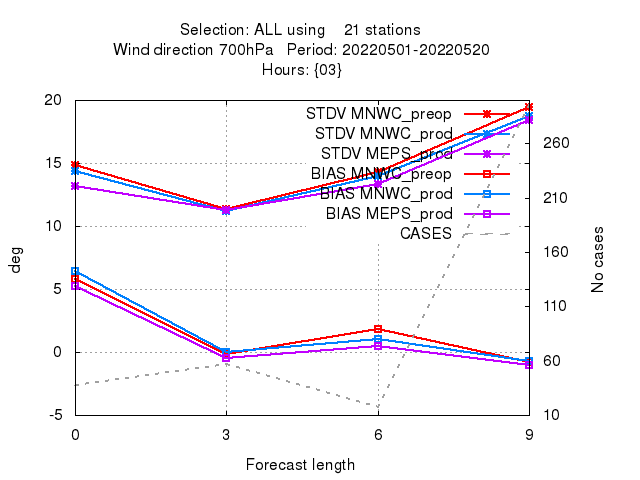 Selection: ALL using    21 stations
Wind direction 700hPa   Period: 20220501-20220520
Hours: {03}
20
15
10
5
0
-5
deg
STDV MNWC_preop
STDV MNWC_prod
STDV MEPS_prod
BIAS MNWC_preop
BIAS MNWC_prod
BIAS MEPS_prod
CASES
260
210
160
110
60
10
No cases
0 3 6 9
Forecast length